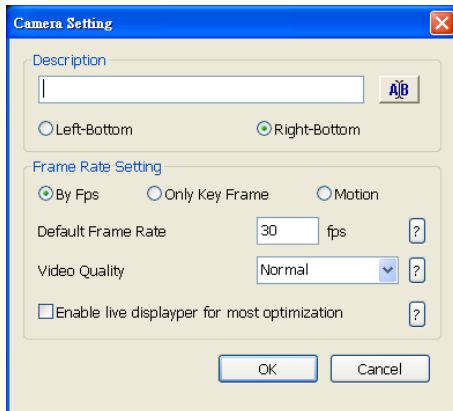 Camera Setting
Description
AB
Left-Bottom Right-Bottom
Frame Rate Setting
By Fps Only Key Frame Motion
Default Frame Rate 30 fps ?
Video Quality Normal ?
Enable live displayper for most optimization ?
OK Cancel